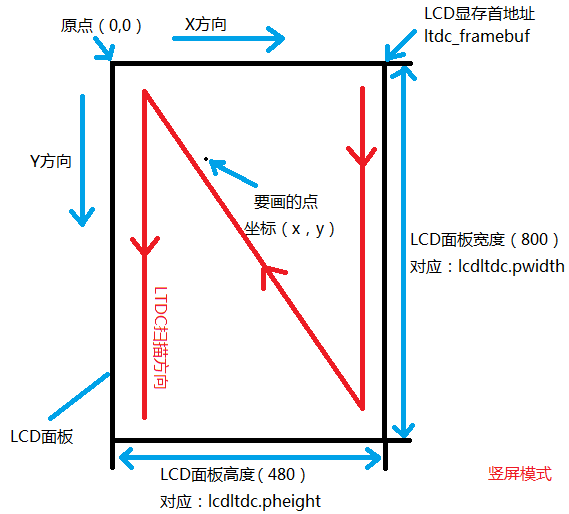 原点（0,0）
X方向
LCD显存首地址
ltdc_framebuf
Y方向
要画的点
坐标（x，y）
LCD面板宽度（800）
对应：lcdltdc.pwidth
LTDC扫描方向
LCD面板
LCD面板高度（480）
对应：lcdltdc.pheight
竖屏模式